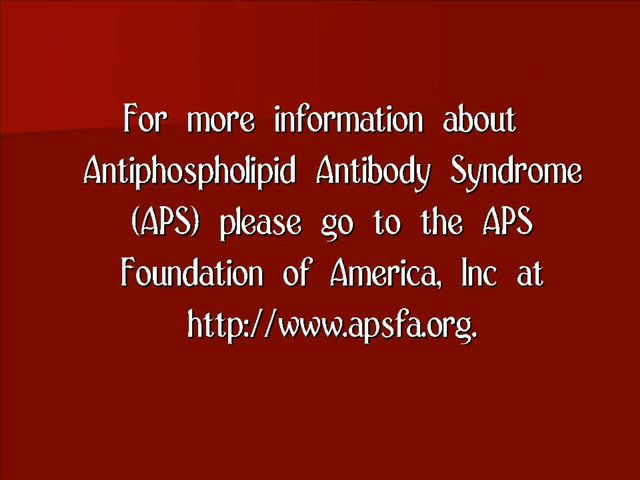 For more information about
Antiphospholipid Antibody Syndrome
(APS) please go to the APS
Foundation of America, Inc at
http://www.apsfa.org.